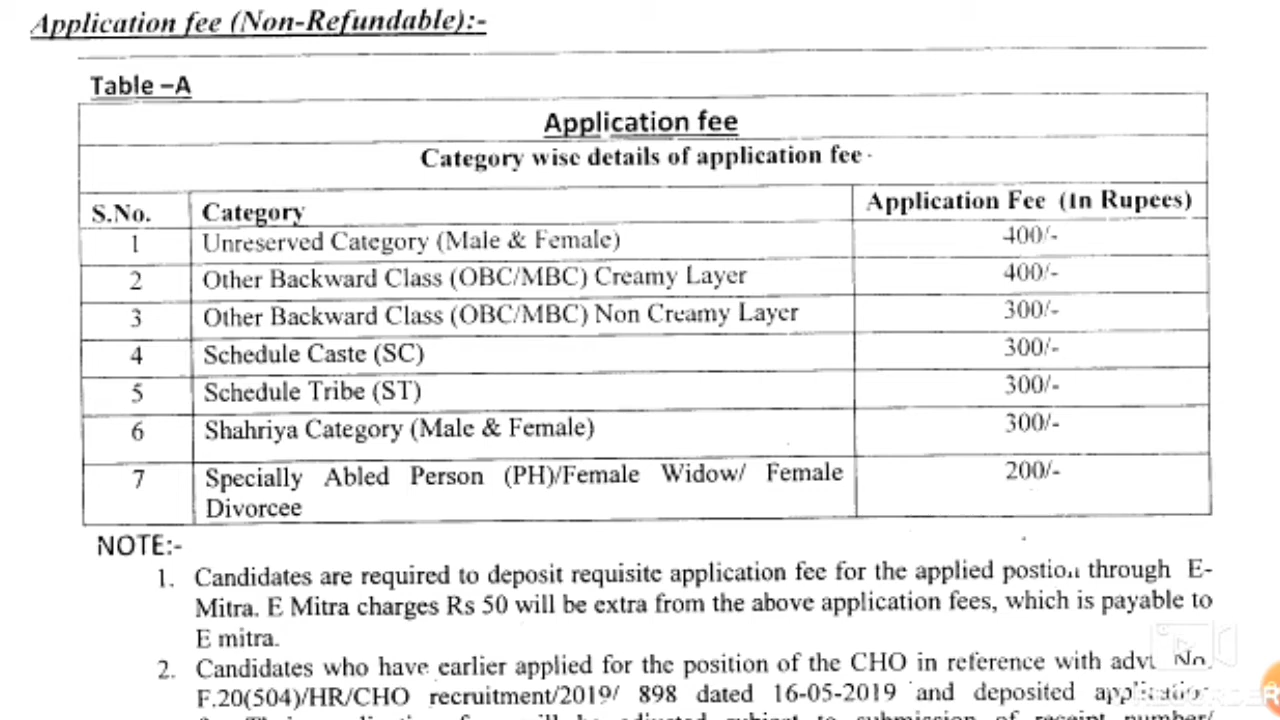 Application fee (Non-Refundable):-
Table –A
Application fee
Category wise details of application fee
S.No. Category Application Fee (In Rupees)
1 Unreserved Category (Male & Female) 400/-
2 Other Backward Class (OBC/MBC) Creamy Layer 400/-
3 Other Backward Class (OBC/MBC) Non Creamy Layer 300/-
4 Schedule Caste (SC) 300/-
5 Schedule Tribe (ST) 300/-
6 Shahriya Category (Male & Female) 300/-
7 Specially Abled Person (PH)/Female Widow/ Female 200/-
Divorcee
NOTE:-
1. Candidates are required to deposit requisite application fee for the applied postion through E-
Mitra. E Mitra charges Rs 50 will be extra from the above application fees, which is payable to
E mitra.
2. Candidates who have earlier applied for the position of the CHO in reference with advt No.
F.20(504)/HR/CHO recruitment/2019/ 898 dated 16-05-2019 and deposited application
RECORDER